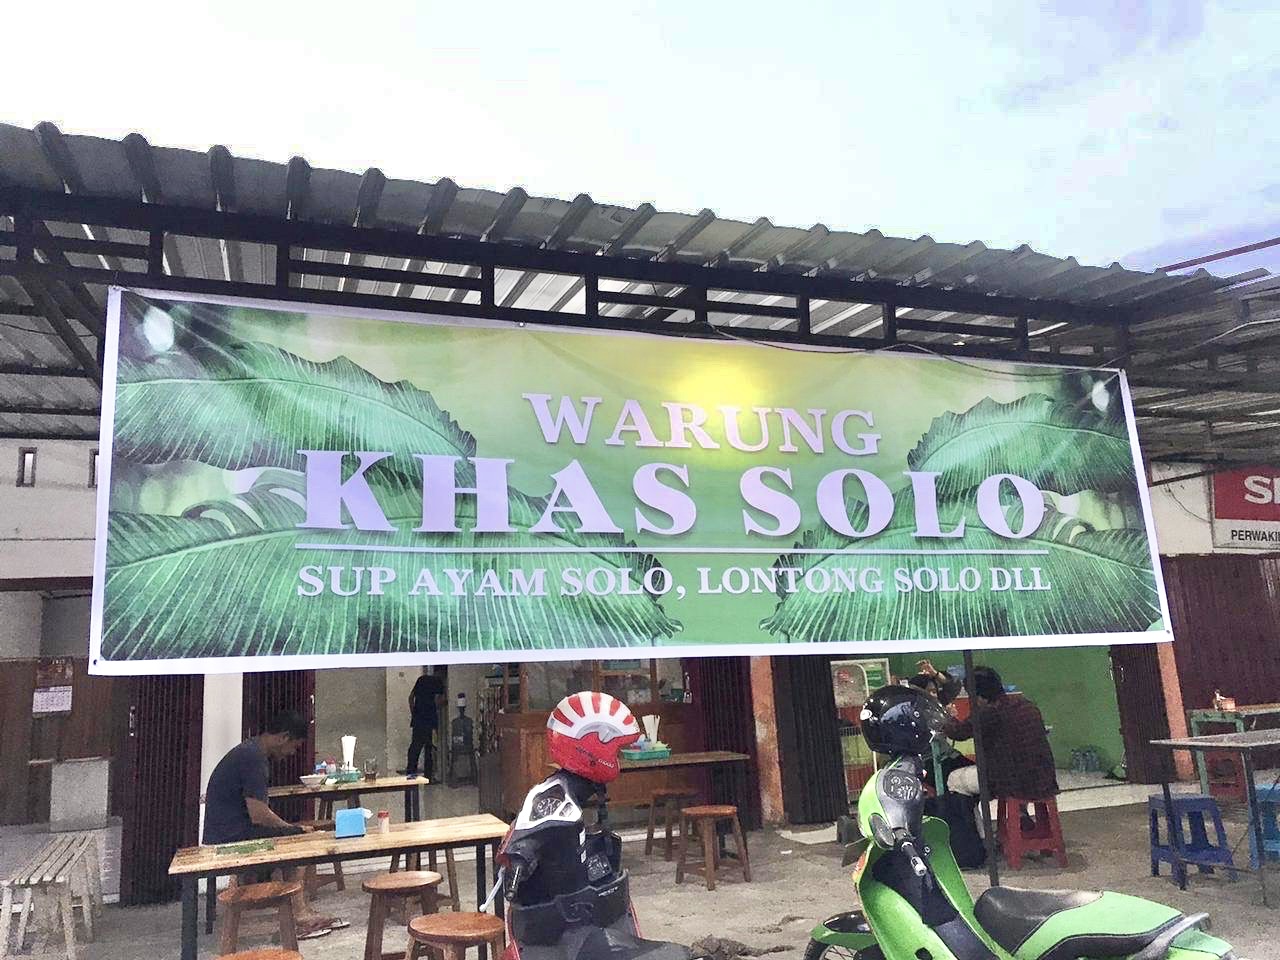 WARUNG
KHAS SOLO
SUP AYAM SOLO, LONTONG SOLO DLL